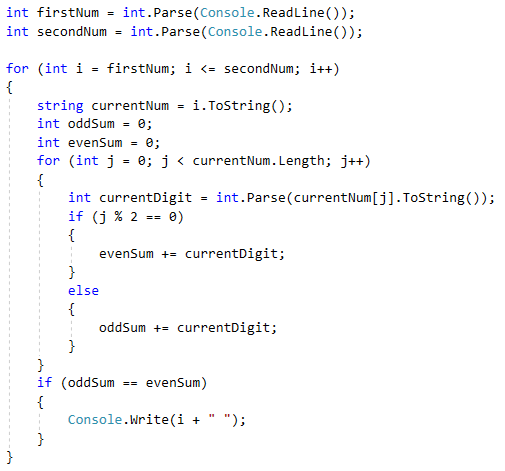 int firstNum = int.Parse(Console.ReadLine());
int secondNum = int.Parse(Console.ReadLine());

for (int i = firstNum; i <= secondNum; i++)
{
    string currentNum = i.ToString();
    int oddSum = 0;
    int evenSum = 0;
    for (int j = 0; j < currentNum.Length; j++)
    {
        int currentDigit = int.Parse(currentNum[j].ToString());
        if (j % 2 == 0)
        {
            evenSum += currentDigit;
        }
        else
        {
            oddSum += currentDigit;
        }
    }
    if (oddSum == evenSum)
    {
        Console.Write(i + " ");
    }
}